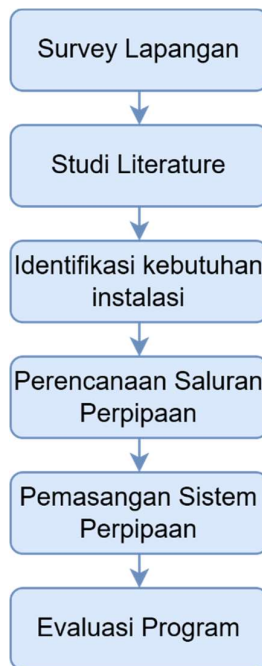 Survey Lapangan
Studi Literature
Identifikasi kebutuhan
instalasi
Perencanaan Saluran
Perpipaan
Pemasangan Sistem
Perpipaan
Evaluasi Program